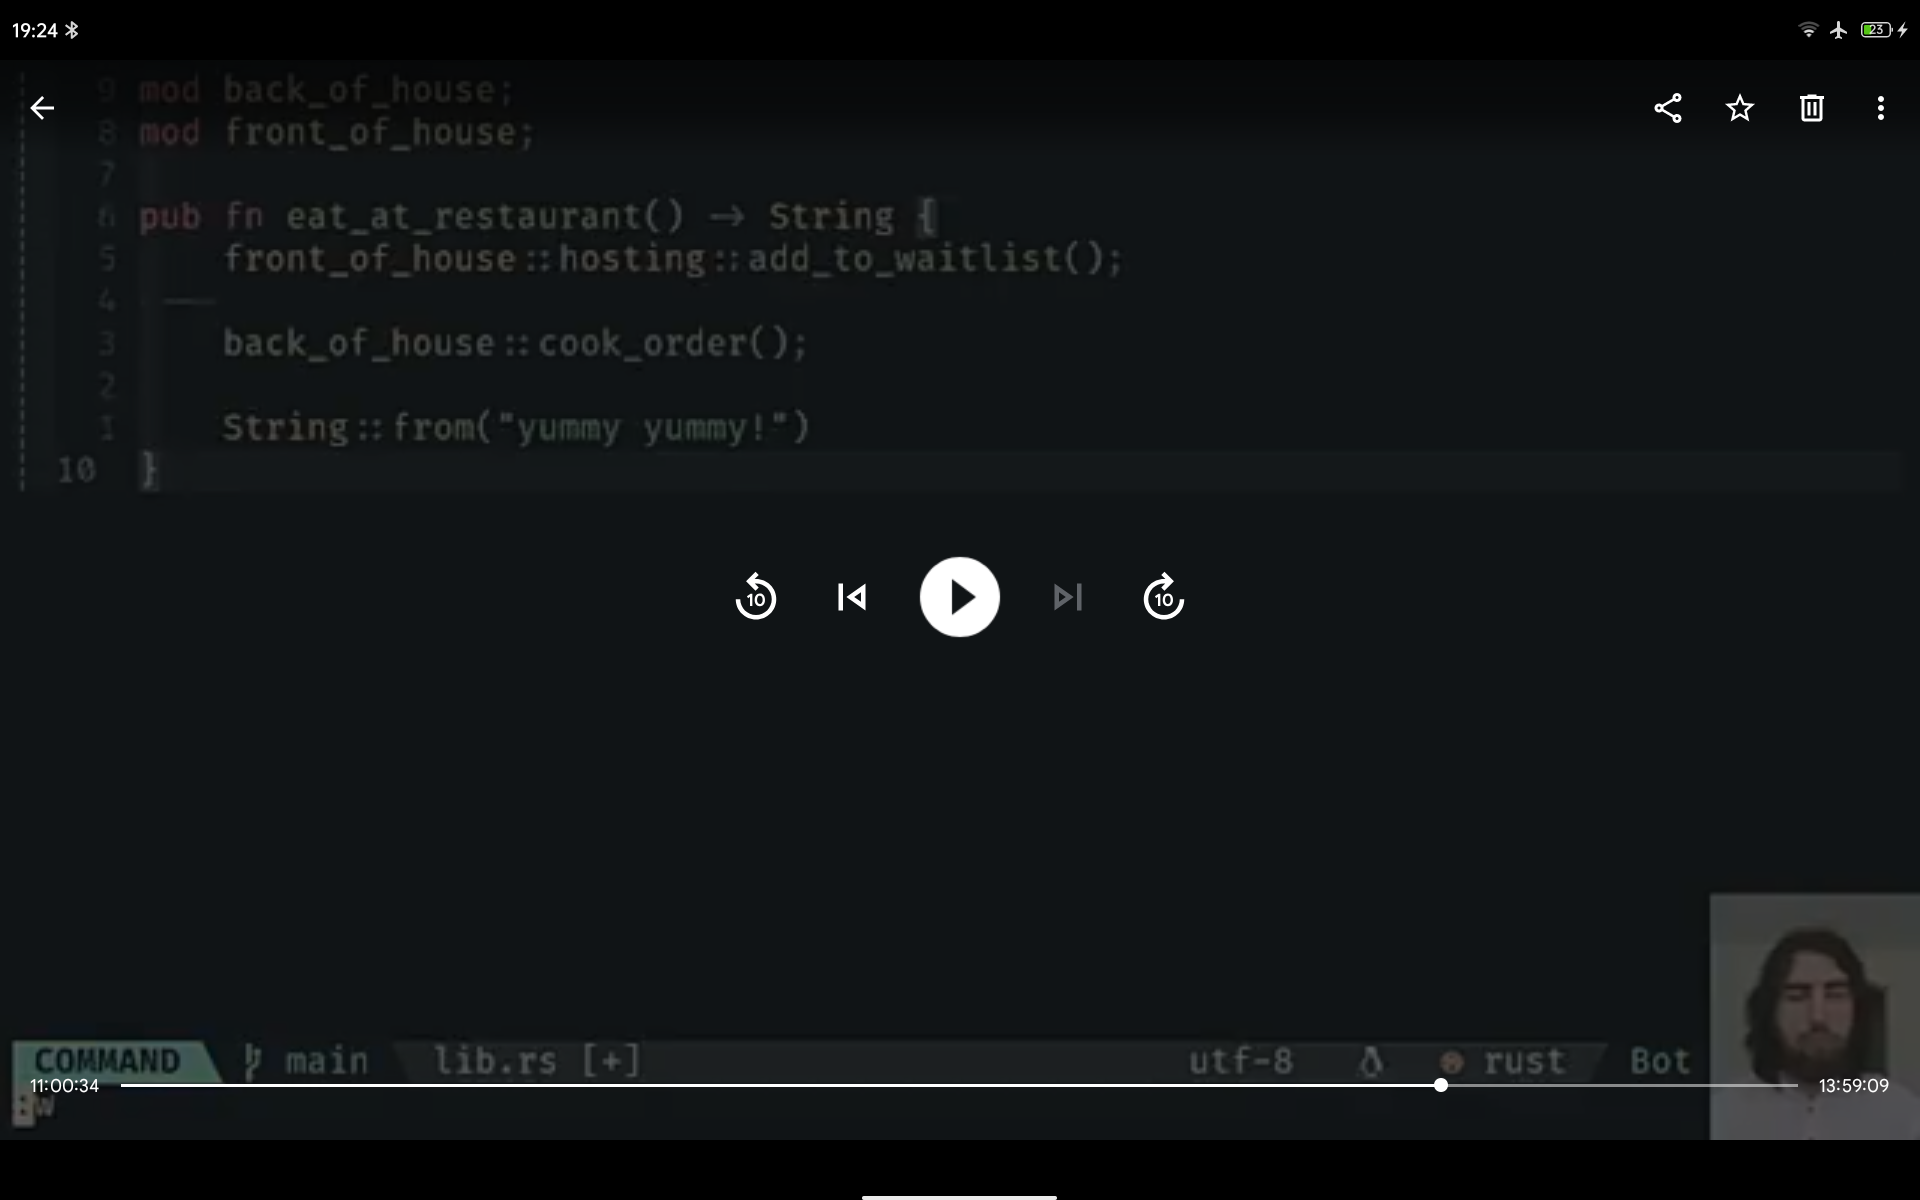 19:24
23
9 mod back_of_house;
8 mod front_of_house;
7
6 pub fn eat_at_restaurant() → String {
5 front_of_house::hosting::add_to_waitlist();
4
3 back_of_house::cook_order();
2
1 String::from("yummy yummy!")
10 }
10
10
COMMAND main lib.rs [+] utf-8 rust Bot
11:00:34 13:59:09
:w